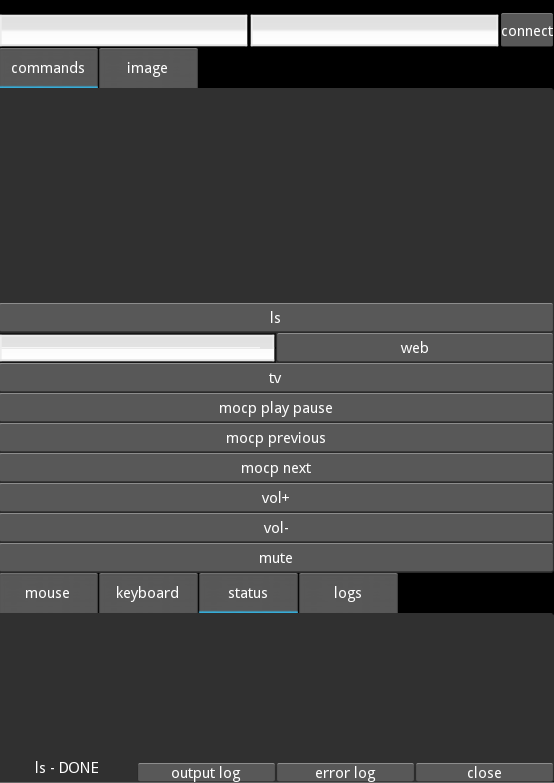 connect
commands image
ls
web
tv
mocp play pause
mocp previous
mocp next
vol+
vol-
mute
mouse keyboard status logs
ls - DONE output log error log close